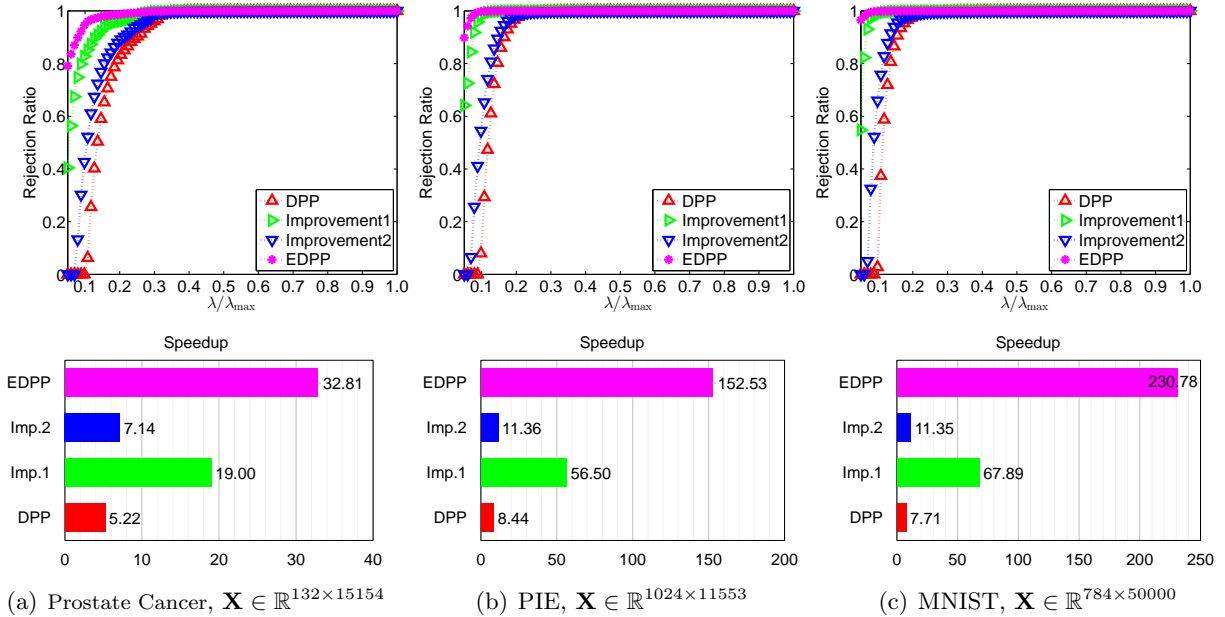 Rejection Ratio
1
0.8
0.6
0.4
0.2
0
DPP
Improvement1
Improvement2
EDPP
0.1 0.2 0.3 0.4 0.5 0.6 0.7 0.8 0.9 1.0
λ/λmax
Rejection Ratio
1
0.8
0.6
0.4
0.2
0
DPP
Improvement1
Improvement2
EDPP
0.1 0.2 0.3 0.4 0.5 0.6 0.7 0.8 0.9 1.0
λ/λmax
Rejection Ratio
1
0.8
0.6
0.4
0.2
0
DPP
Improvement1
Improvement2
EDPP
0.1 0.2 0.3 0.4 0.5 0.6 0.7 0.8 0.9 1.0
λ/λmax
Speedup
EDPP 32.81
Imp.2 7.14
Imp.1 19.00
DPP 5.22
0 10 20 30 40
Speedup
EDPP 152.53
Imp.2 11.36
Imp.1 56.50
DPP 8.44
0 50 100 150 200
Speedup
EDPP 230.78
Imp.2 11.35
Imp.1 67.89
DPP 7.71
0 50 100 150 200 250
(a) Prostate Cancer, X ∈ ℝ^{132×15154}
(b) PIE, X ∈ ℝ^{1024×11553}
(c) MNIST, X ∈ ℝ^{784×50000}